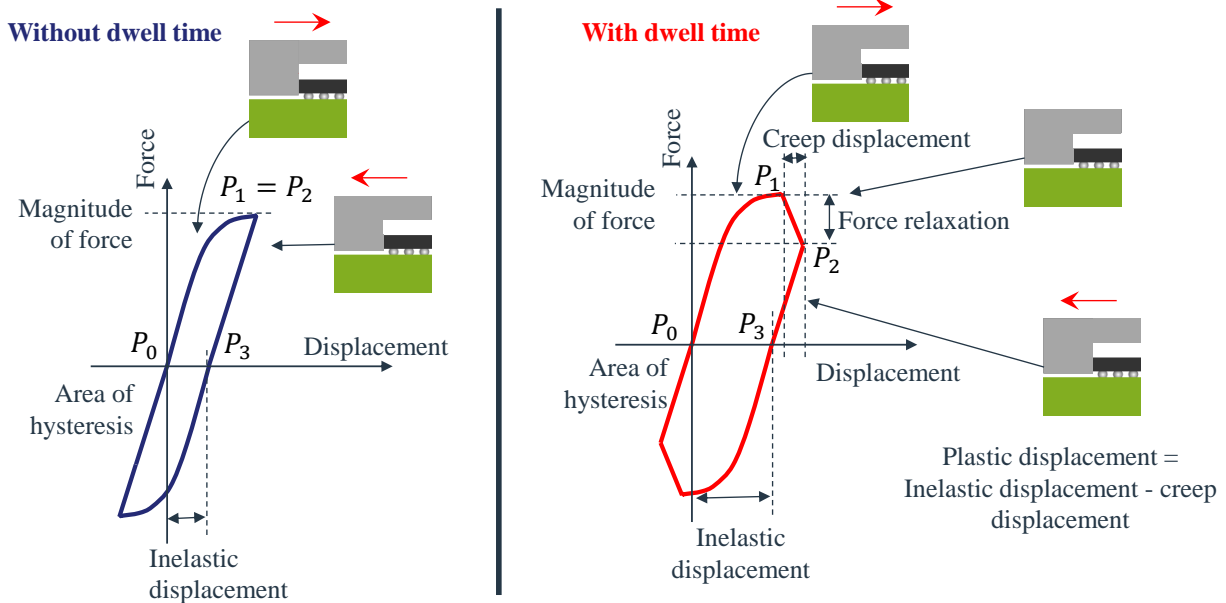 Without dwell time
Force
P₁ = P₂
Magnitude
of force
P₀
P₃
Displacement
Area of
hysteresis
Inelastic
displacement
With dwell time
Creep displacement
Force
P₁
Magnitude
of force
Force relaxation
P₂
P₀
P₃
Displacement
Area of
hysteresis
Plastic displacement =
Inelastic displacement - creep
displacement
Inelastic
displacement